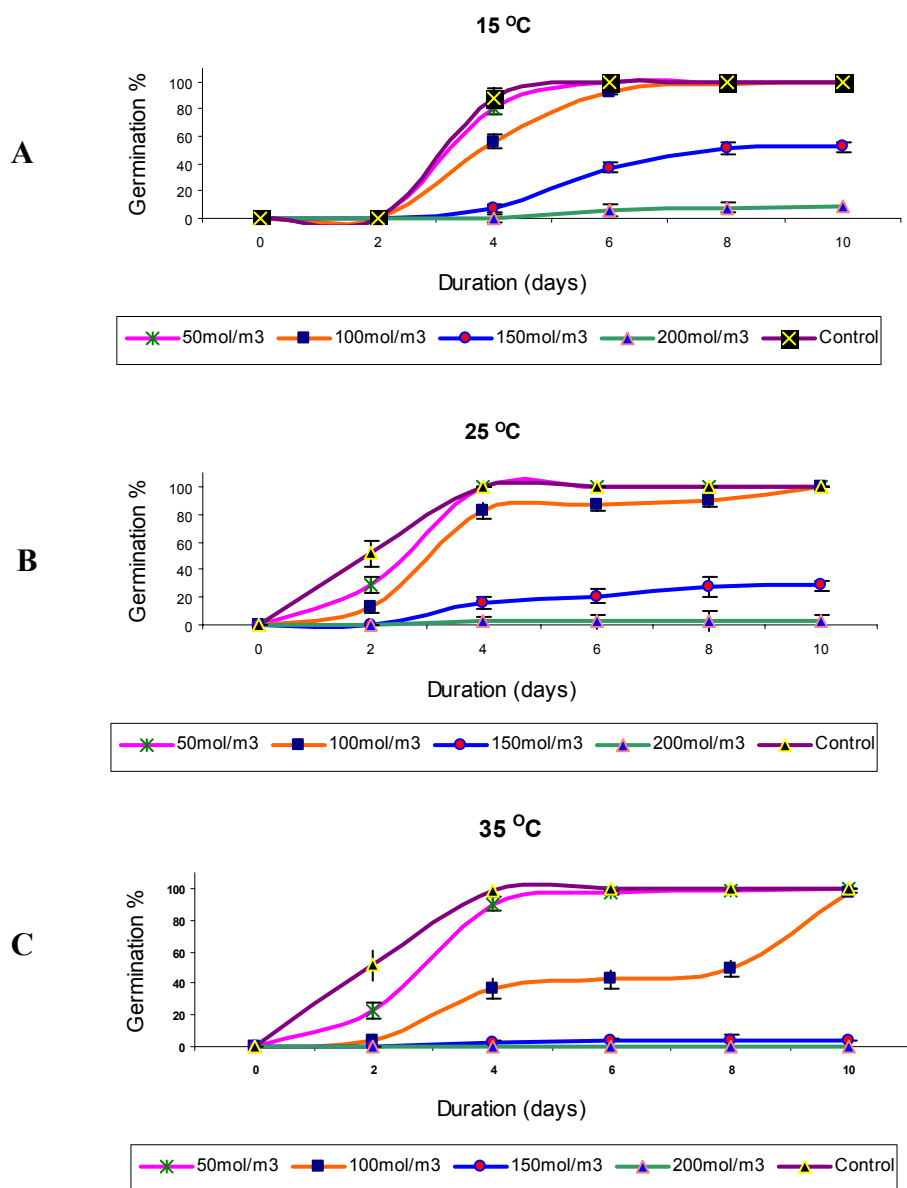 15 ᴼC
A
Germination %
100
80
60
40
20
0
0 2 4 6 8 10
Duration (days)
50mol/m3 100mol/m3 150mol/m3 200mol/m3 Control
25 ᴼC
B
Germination %
100
80
60
40
20
0
0 2 4 6 8 10
Duration (days)
50mol/m3 100mol/m3 150mol/m3 200mol/m3 Control
35 ᴼC
C
Germination %
100
80
60
40
20
0
0 2 4 6 8 10
Duration (days)
50mol/m3 100mol/m3 150mol/m3 200mol/m3 Control